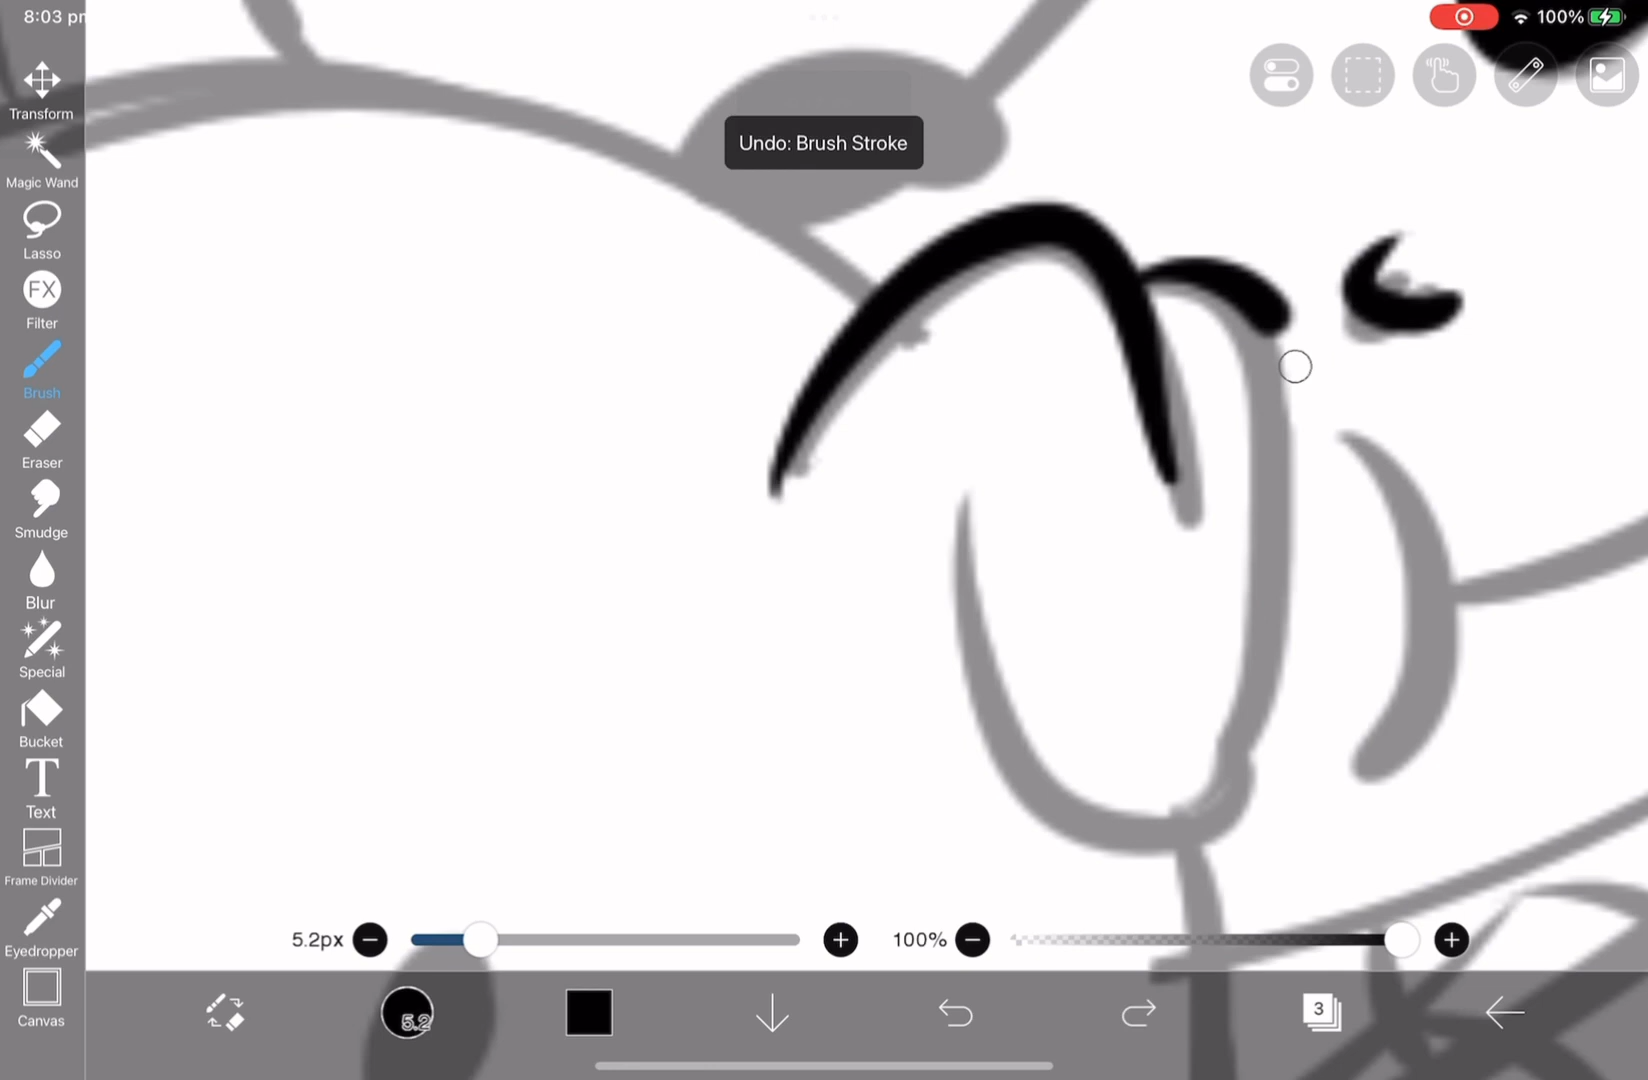 8:03 pm
100%
Transform
Magic Wand
Lasso
FX
Filter
Brush
Eraser
Smudge
Blur
Special
Bucket
T
Text
Frame Divider
Eyedropper
Canvas
Undo: Brush Stroke
5.2px
100%
5.2
3